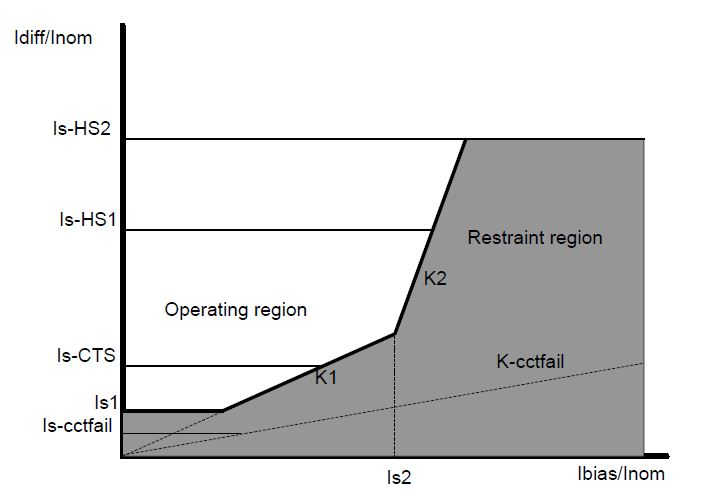 Idiff/Inom
Is-HS2
Is-HS1
Restraint region
K2
Operating region
Is-CTS
K-cctfail
K1
Is1
Is-cctfail
Is2
Ibias/Inom